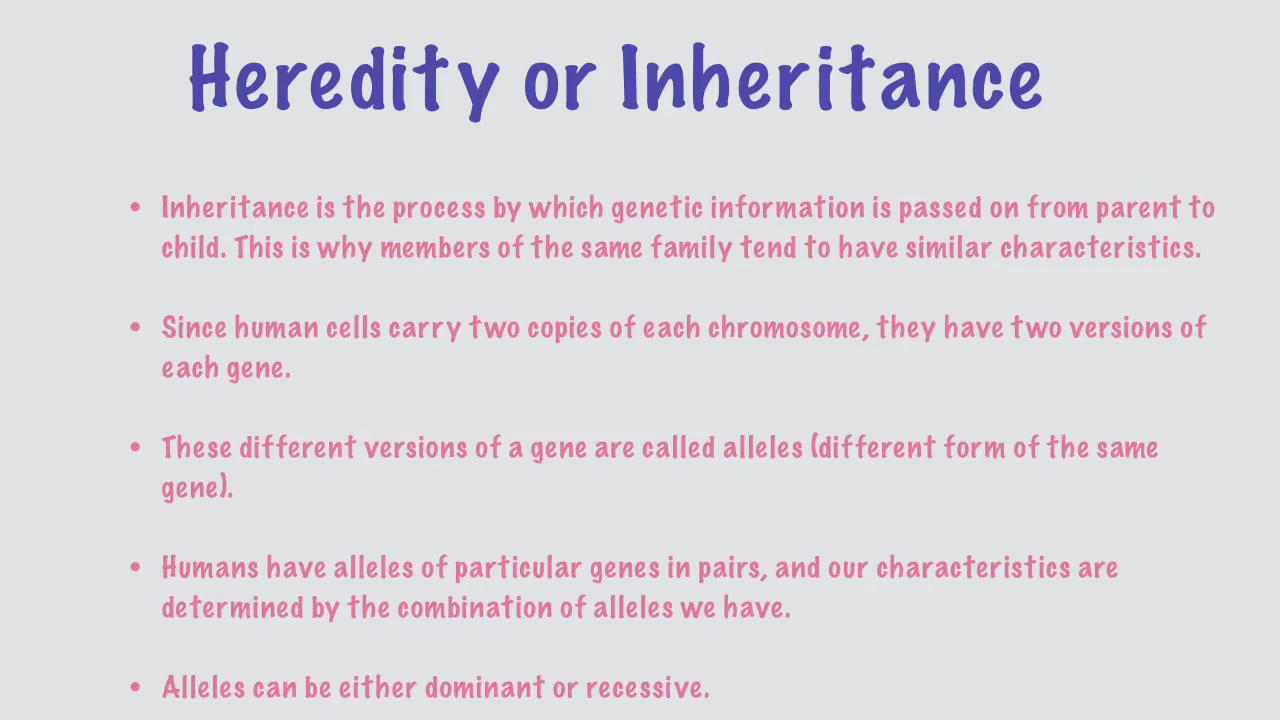 Heredity or Inheritance
• Inheritance is the process by which genetic information is passed on from parent to
child. This is why members of the same family tend to have similar characteristics.
• Since human cells carry two copies of each chromosome, they have two versions of
each gene.
• These different versions of a gene are called alleles (different form of the same
gene).
• Humans have alleles of particular genes in pairs, and our characteristics are
determined by the combination of alleles we have.
• Alleles can be either dominant or recessive.